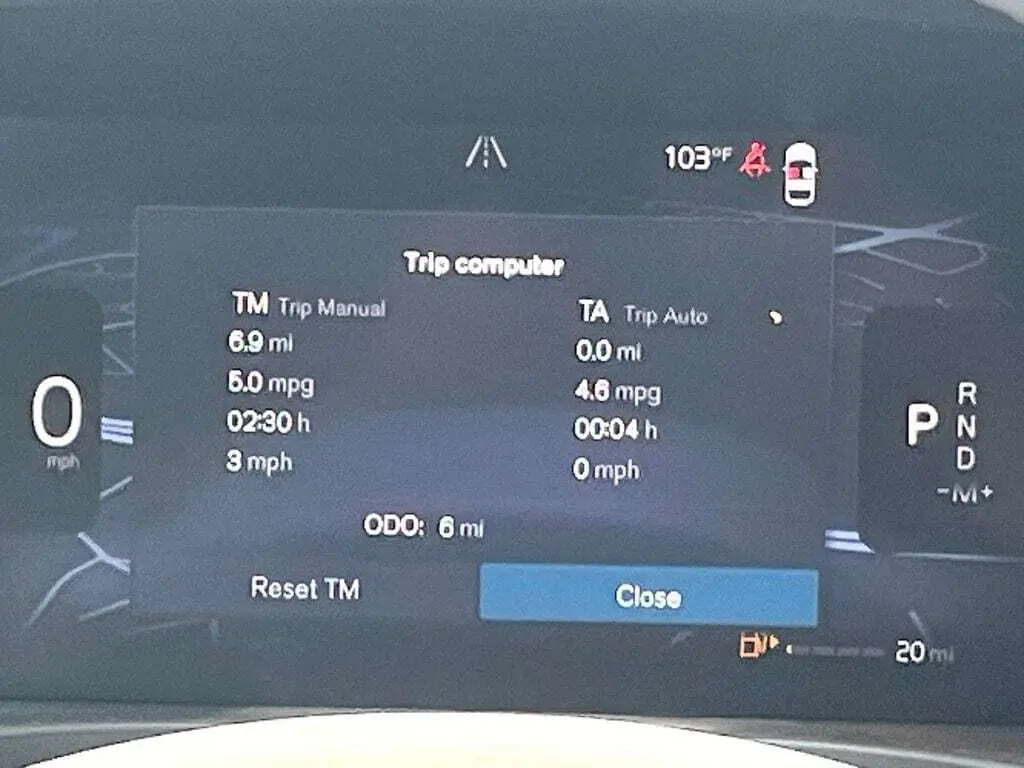 103°F
Trip computer
TM Trip Manual
6.9 mi
5.0 mpg
02:30 h
3 mph
TA Trip Auto
0.0 mi
4.6 mpg
00:04 h
0 mph
ODO: 6 mi
Reset TM
Close
0
mph
P
R
N
D
-M+
20 mi